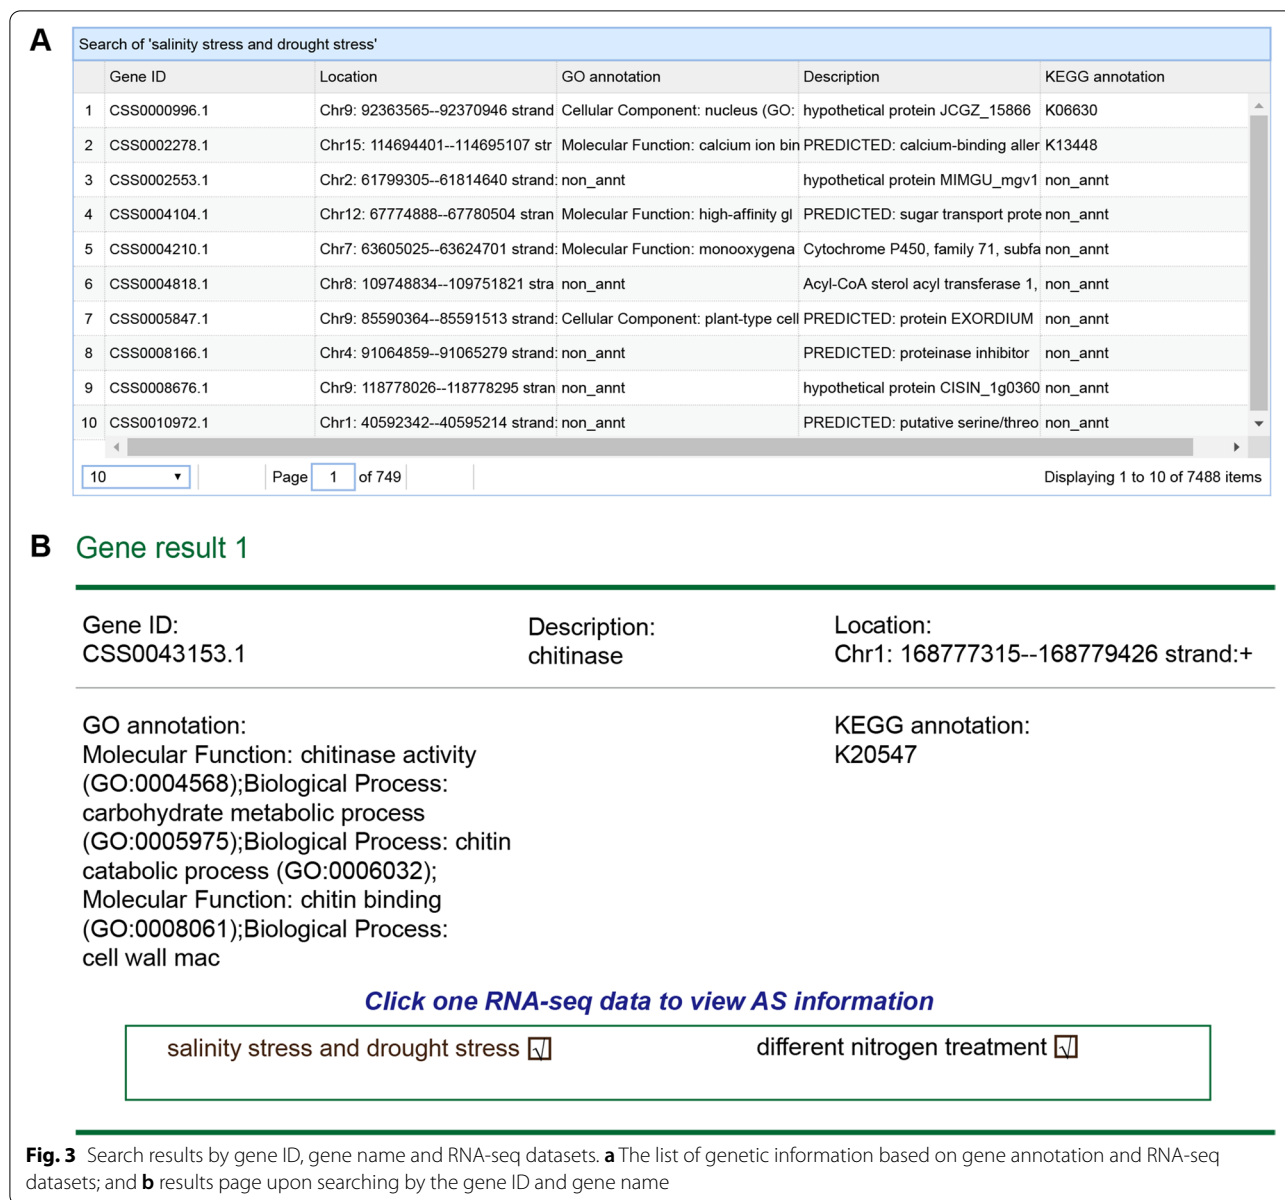 A
Search of 'salinity stress and drought stress'
Gene ID Location GO annotation Description KEGG annotation
1 CSS0000996.1 Chr9: 92363565--92370946 strand Cellular Component: nucleus (GO: hypothetical protein JCGZ_15866 K06630
2 CSS0002278.1 Chr15: 114694401--114695107 str Molecular Function: calcium ion bin PREDICTED: calcium-binding aller K13448
3 CSS0002553.1 Chr2: 61799305--61814640 strand: non_annt hypothetical protein MIMGU_mgv1 non_annt
4 CSS0004104.1 Chr12: 67774888--67780504 stran Molecular Function: high-affinity gl PREDICTED: sugar transport prote non_annt
5 CSS0004210.1 Chr7: 63605025--63624701 strand: Molecular Function: monooxygena Cytochrome P450, family 71, subfa non_annt
6 CSS0004818.1 Chr8: 109748834--109751821 stra non_annt Acyl-CoA sterol acyl transferase 1, non_annt
7 CSS0005847.1 Chr9: 85590364--85591513 strand: Cellular Component: plant-type cell PREDICTED: protein EXORDIUM non_annt
8 CSS0008166.1 Chr4: 91064859--91065279 strand: non_annt PREDICTED: proteinase inhibitor non_annt
9 CSS0008676.1 Chr9: 118778026--118778295 stran non_annt hypothetical protein CISIN_1g0360 non_annt
10 CSS0010972.1 Chr1: 40592342--40595214 strand: non_annt PREDICTED: putative serine/threo non_annt
10 Page 1 of 749 Displaying 1 to 10 of 7488 items
B Gene result 1
Gene ID:
CSS0043153.1
Description:
chitinase
Location:
Chr1: 168777315--168779426 strand:+
GO annotation:
Molecular Function: chitinase activity
(GO:0004568);Biological Process:
carbohydrate metabolic process
(GO:0005975);Biological Process: chitin
catabolic process (GO:0006032);
Molecular Function: chitin binding
(GO:0008061);Biological Process:
cell wall mac
KEGG annotation:
K20547
Click one RNA-seq data to view AS information
salinity stress and drought stress √ different nitrogen treatment √
Fig. 3 Search results by gene ID, gene name and RNA-seq datasets. a The list of genetic information based on gene annotation and RNA-seq
datasets; and b results page upon searching by the gene ID and gene name